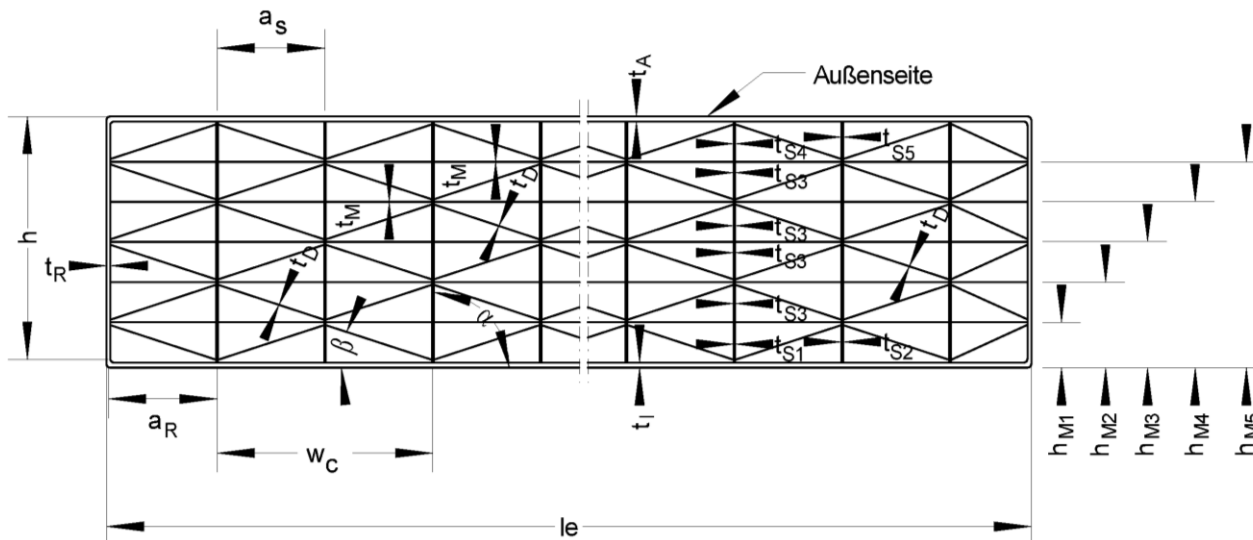 a_s
t_A
Außenseite
t_S4
t_S5
t_M
t_D
t_S3
h
t_M
t_S3
t_D
t_R
t_D
t_S3
t_S3
α
β
t_S1
t_S2
a_R
t_I
h_M1
h_M2
h_M3
h_M4
h_M5
w_c
le